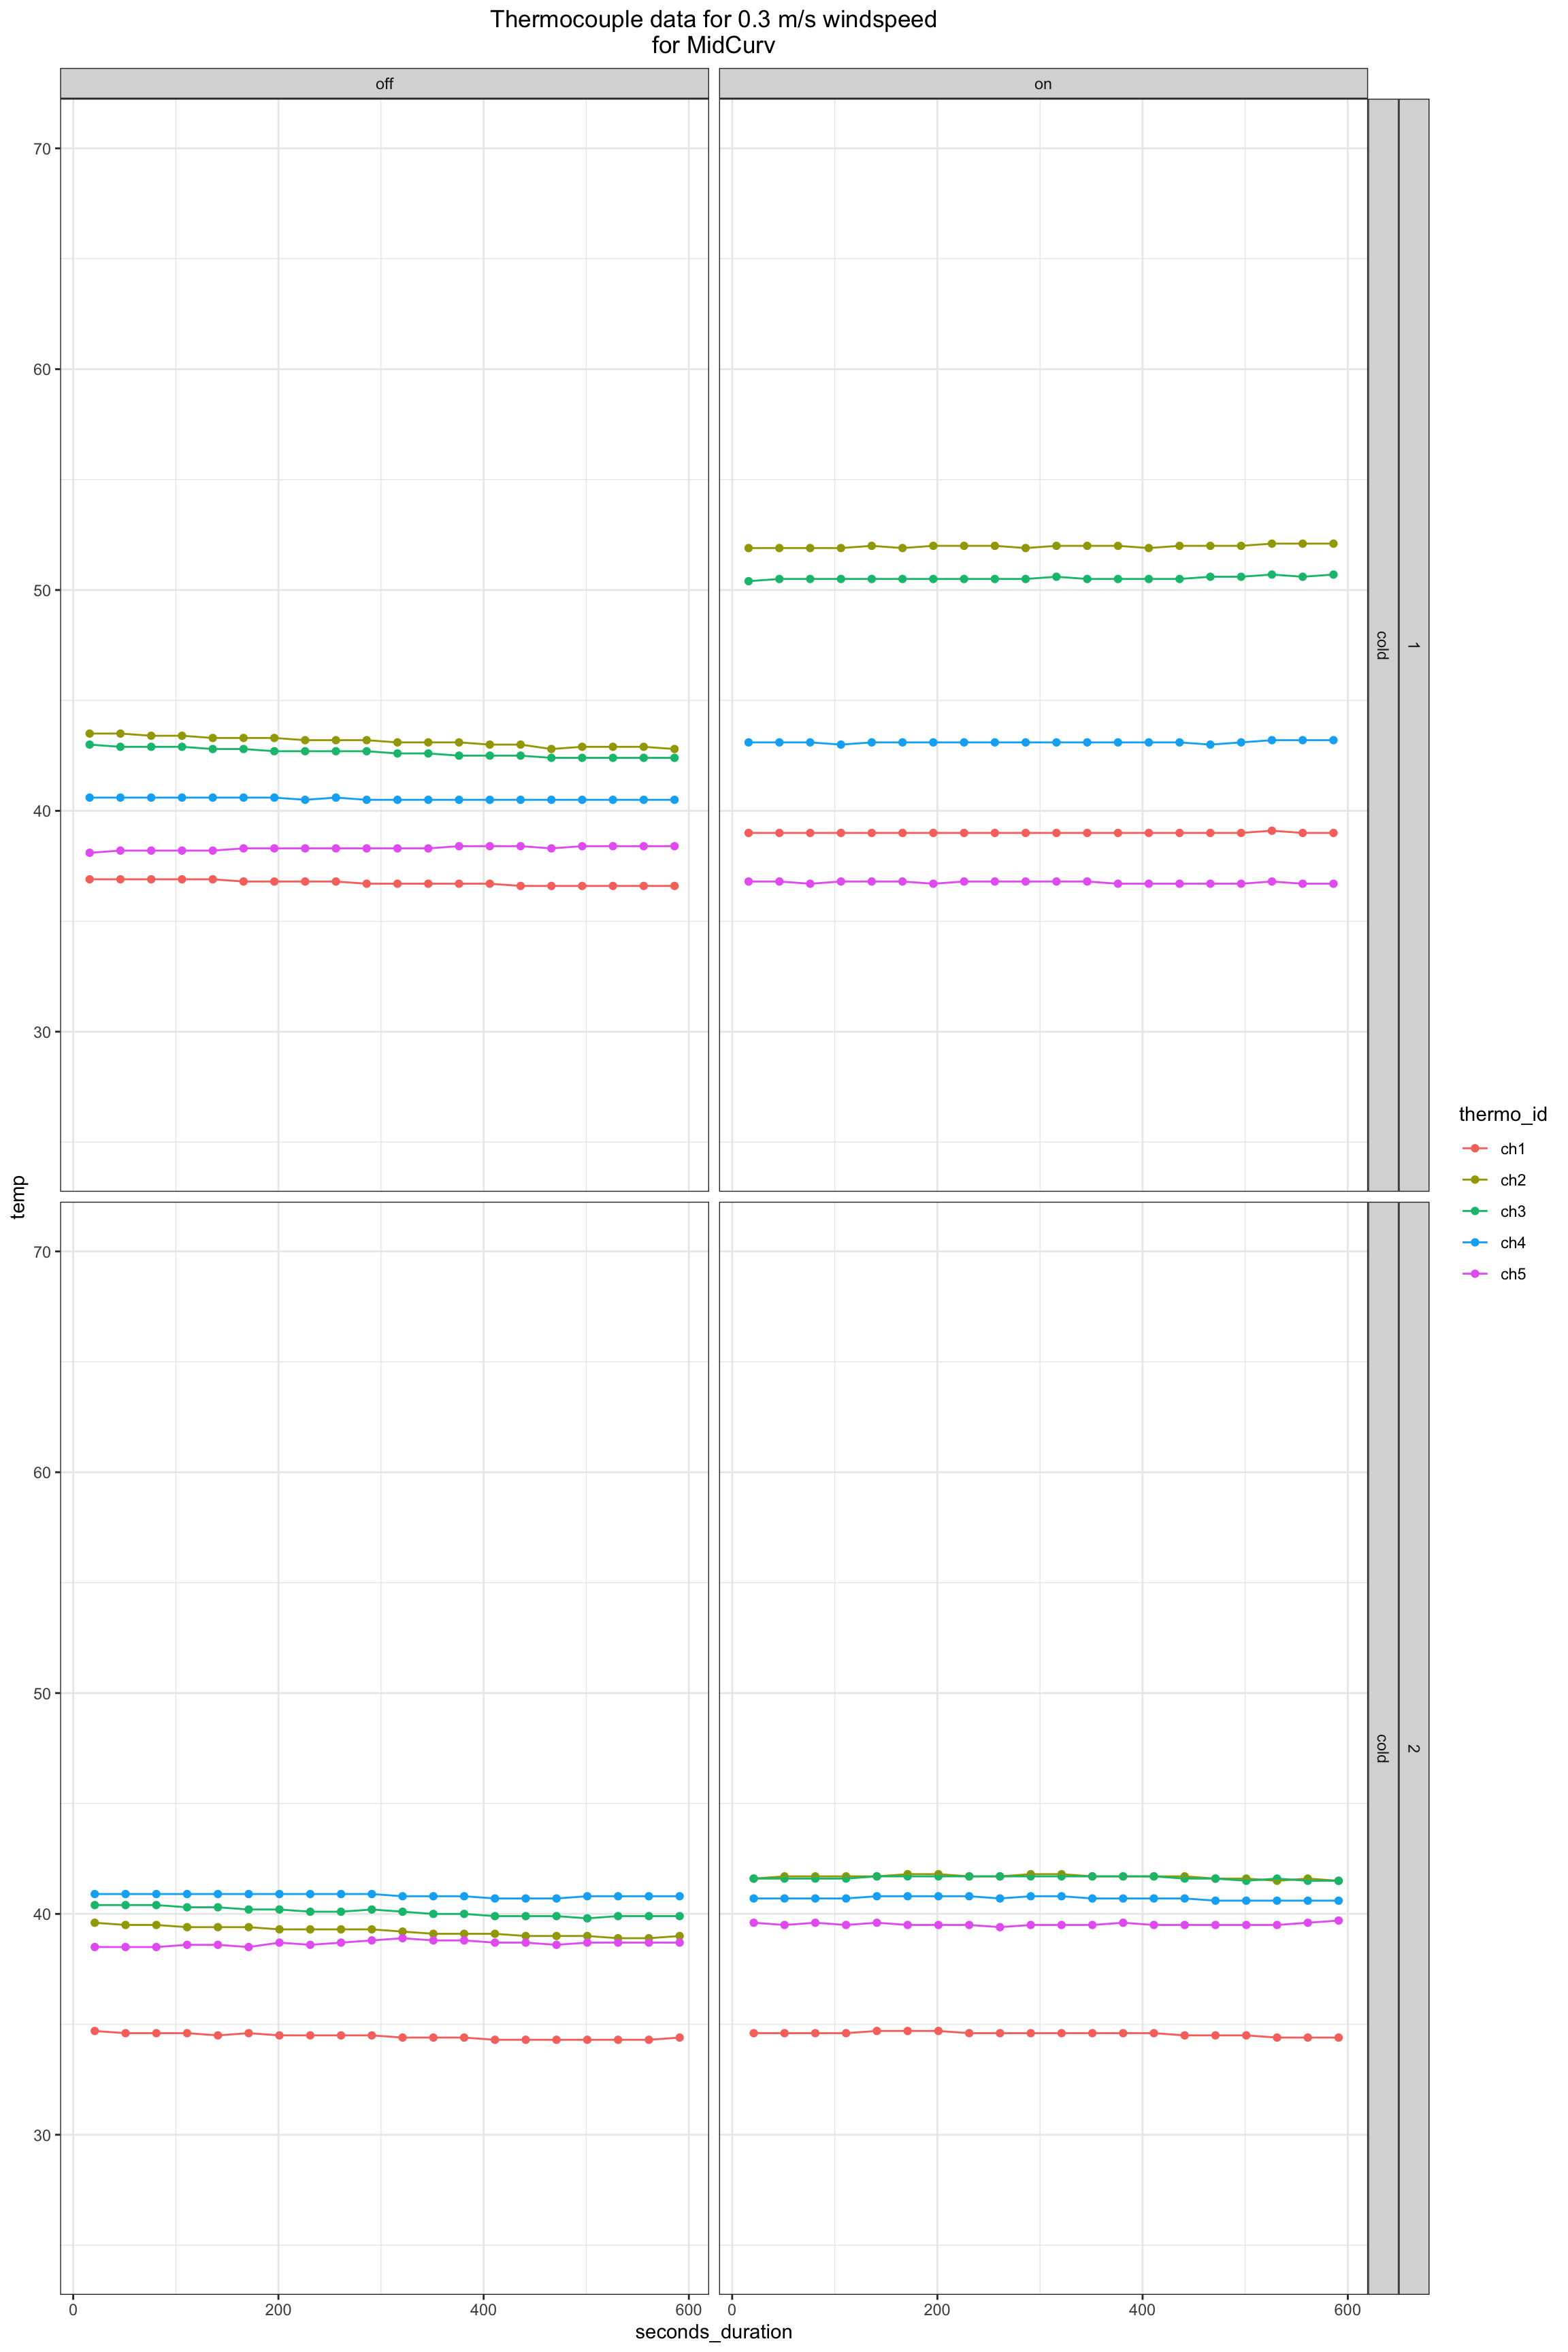 Thermocouple data for 0.3 m/s windspeed
for MidCurv
off
on
70
60
50
40
30
cold
1
temp
70
60
50
40
30
cold
2
0
200
400
600
0
200
400
600
seconds_duration
thermo_id
ch1
ch2
ch3
ch4
ch5